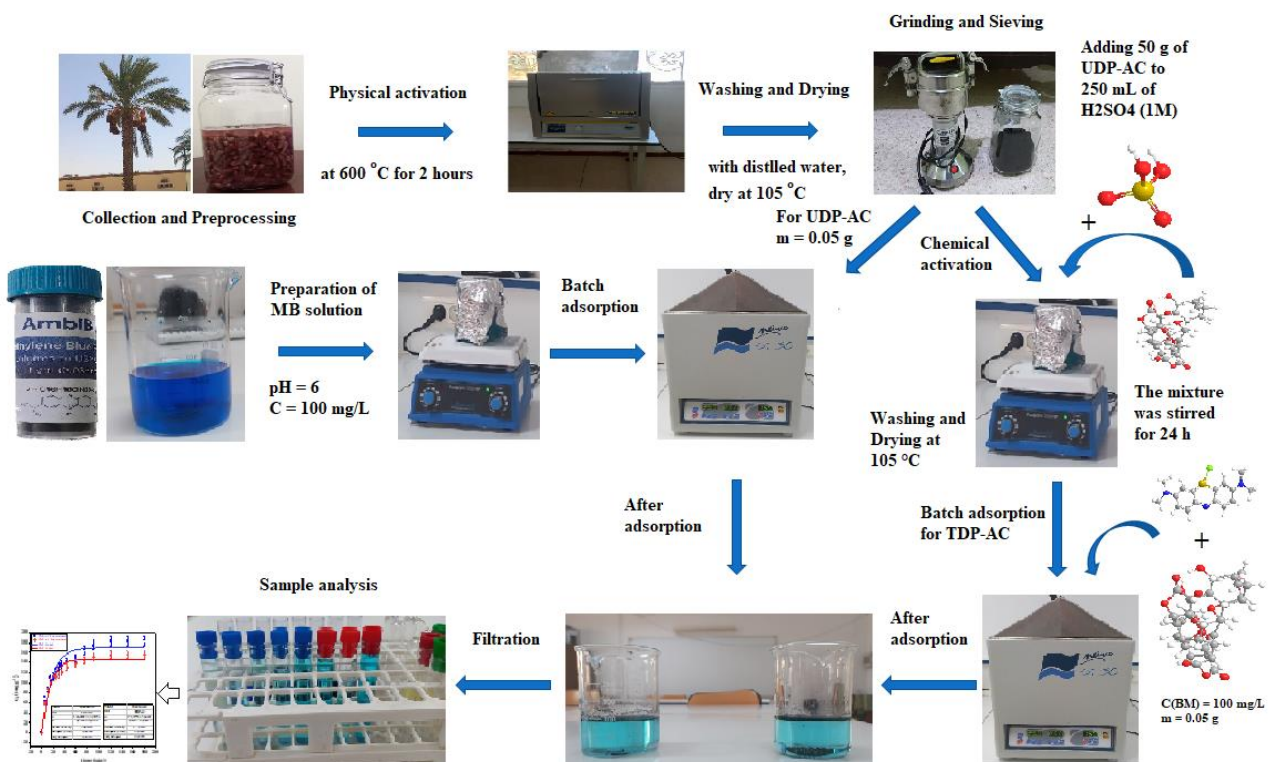 Grinding and Sieving
Adding 50 g of
UDP-AC to
250 mL of
H2SO4 (1M)
Physical activation
Washing and Drying
at 600 °C for 2 hours
with distlled water,
dry at 105 °C
Collection and Preprocessing
For UDP-AC
m = 0.05 g
+
Chemical
activation
Preparation of
MB solution
Batch
adsorption
AmbiB
pH = 6
C = 100 mg/L
The mixture
was stirred
for 24 h
Washing and
Drying at
105 °C
After
adsorption
Batch adsorption
for TDP-AC
+
Sample analysis
Filtration
After
adsorption
C(BM) = 100 mg/L
m = 0.05 g